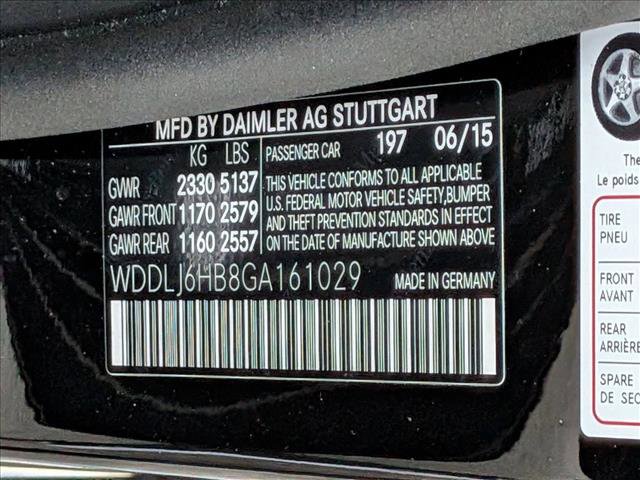 MFD BY DAIMLER AG STUTTGART
KG LBS
GVWR 2330 5137
GAWR FRONT 1170 2579
GAWR REAR 1160 2557
PASSENGER CAR 197 06/15
THIS VEHICLE CONFORMS TO ALL APPLICABLE
U.S. FEDERAL MOTOR VEHICLE SAFETY,BUMPER
AND THEFT PREVENTION STANDARDS IN EFFECT
ON THE DATE OF MANUFACTURE SHOWN ABOVE
WDDLJ6HB8GA161029
MADE IN GERMANY
The
Le poids
TIRE
PNEU
FRONT
AVANT
REAR
ARRIÈRE
SPARE
DE